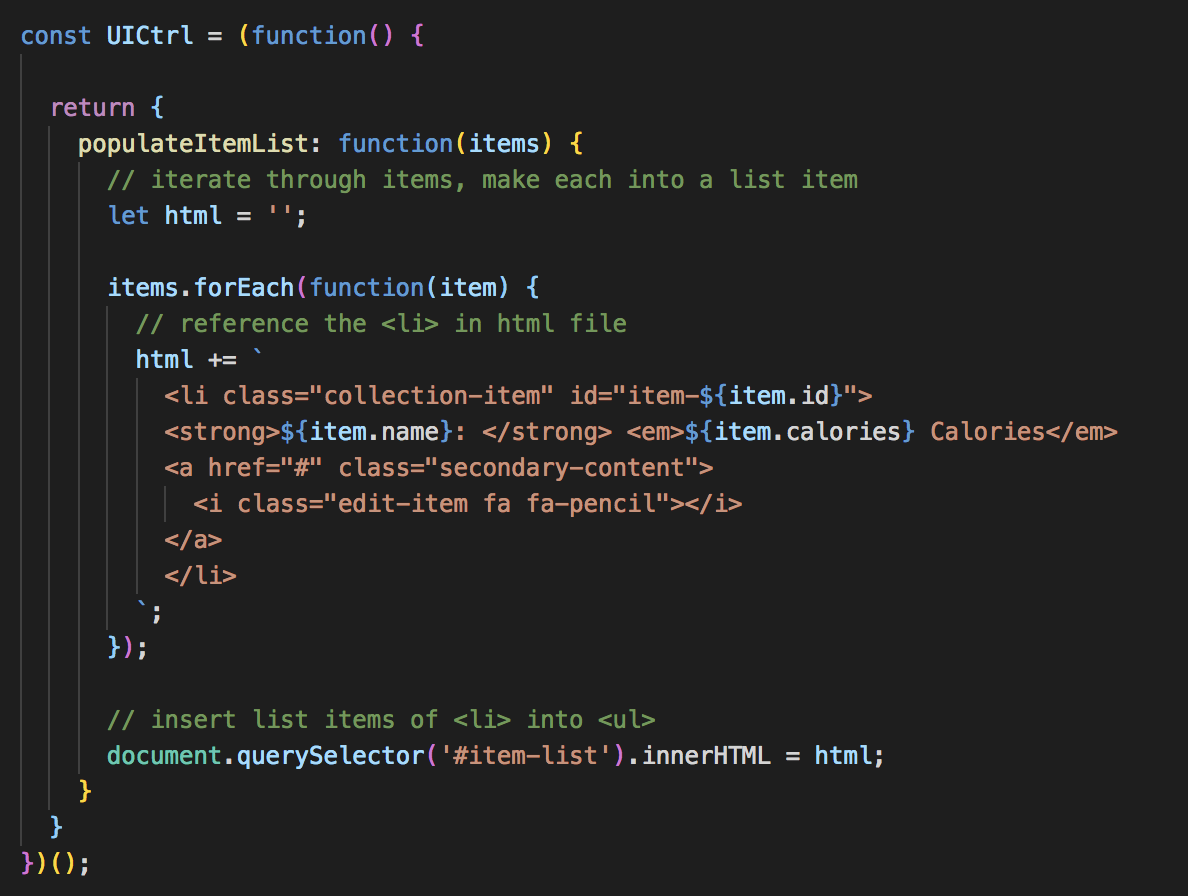 const UICtrl = (function() {
return {
populateItemList: function(items) {
// iterate through items, make each into a list item
let html = '';
items.forEach(function(item) {
// reference the <li> in html file
html += `
<li class="collection-item" id="item-${item.id}">
<strong>${item.name}: </strong> <em>${item.calories} Calories</em>
<a href="#" class="secondary-content">
<i class="edit-item fa fa-pencil"></i>
</a>
</li>
`;
});
// insert list items of <li> into <ul>
document.querySelector('#item-list').innerHTML = html;
}
}
})();